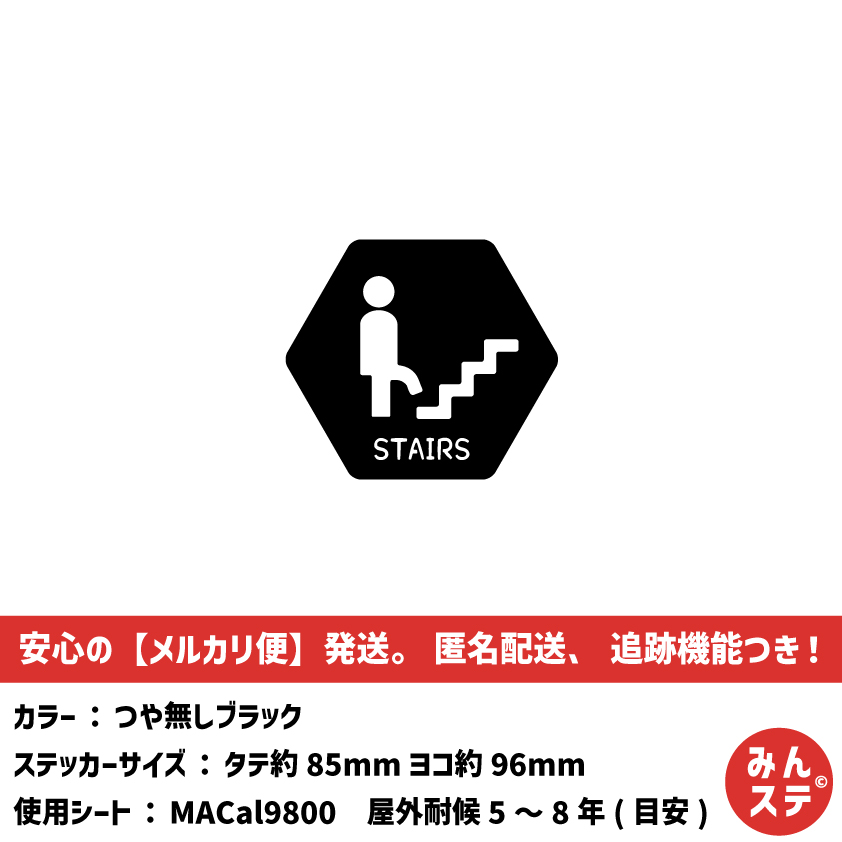 STAIRS
安心の【メルカリ便】発送。 匿名配送、 追跡機能つき！
カラー ： つや無しブラック
ステッカーサイズ ： タテ約 85mm ヨコ約 96mm
使用シート ： MACal9800　屋外耐候 5 〜 8 年 ( 目安 )
みん
ステ©